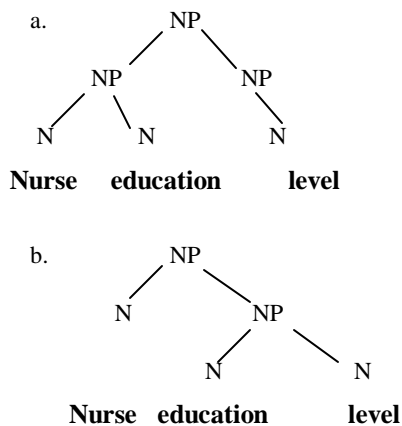 a.
NP
NP NP
N N N
Nurse education level
b.
NP
N NP
N N
Nurse education level